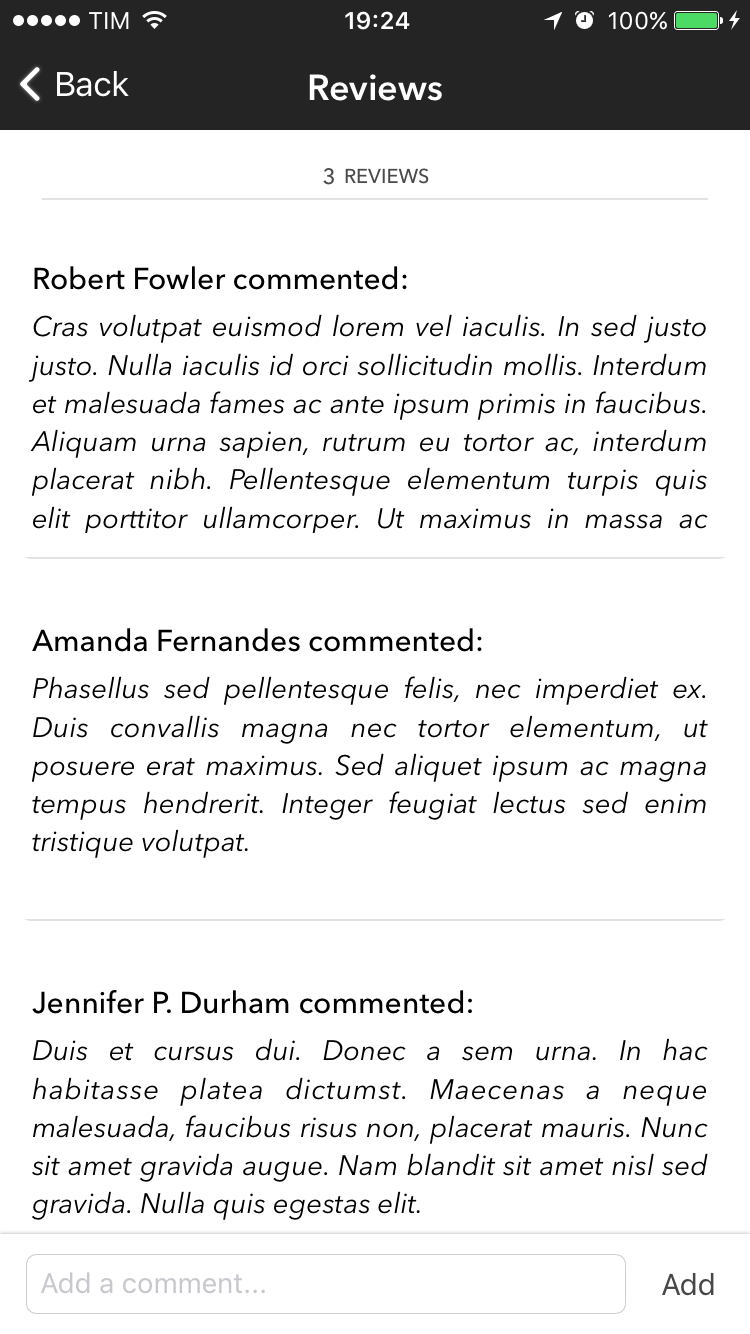 TIM 19:24 100%
Back Reviews
3 REVIEWS
Robert Fowler commented:
Cras volutpat euismod lorem vel iaculis. In sed justo
justo. Nulla iaculis id orci sollicitudin mollis. Interdum
et malesuada fames ac ante ipsum primis in faucibus.
Aliquam urna sapien, rutrum eu tortor ac, interdum
placerat nibh. Pellentesque elementum turpis quis
elit porttitor ullamcorper. Ut maximus in massa ac
Amanda Fernandes commented:
Phasellus sed pellentesque felis, nec imperdiet ex.
Duis convallis magna nec tortor elementum, ut
posuere erat maximus. Sed aliquet ipsum ac magna
tempus hendrerit. Integer feugiat lectus sed enim
tristique volutpat.
Jennifer P. Durham commented:
Duis et cursus dui. Donec a sem urna. In hac
habitasse platea dictumst. Maecenas a neque
malesuada, faucibus risus non, placerat mauris. Nunc
sit amet gravida augue. Nam blandit sit amet nisl sed
gravida. Nulla quis egestas elit.
Add a comment... Add